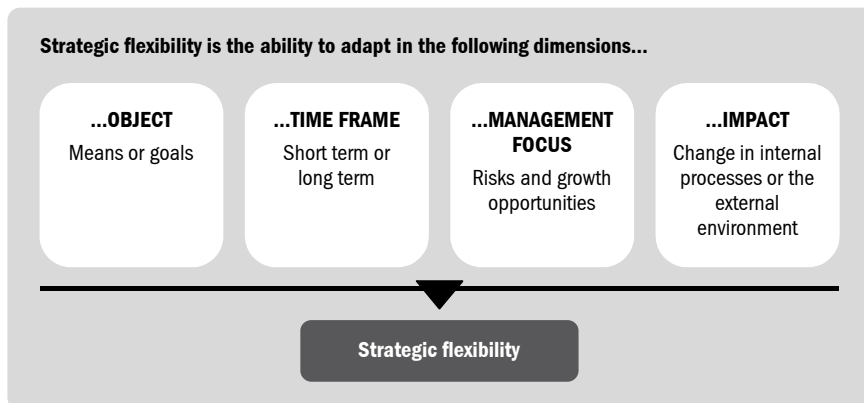 Strategic flexibility is the ability to adapt in the following dimensions...
...OBJECT
Means or goals
...TIME FRAME
Short term or
long term
...MANAGEMENT
FOCUS
Risks and growth
opportunities
...IMPACT
Change in internal
processes or the
external
environment
Strategic flexibility